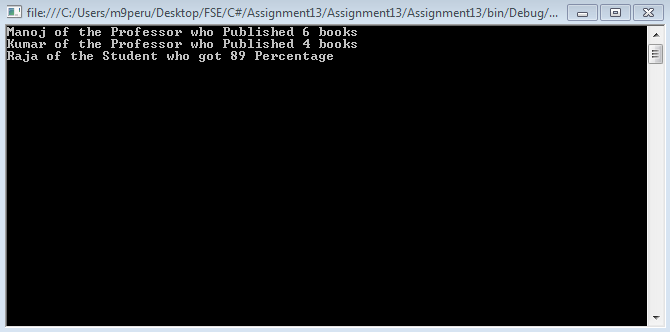 file:///C:/Users/m9peru/Desktop/FSE/C#/Assignment13/Assignment13/Assignment13/bin/Debug/...
Manoj of the Professor who Published 6 books
Kumar of the Professor who Published 4 books
Raja of the Student who got 89 Percentage